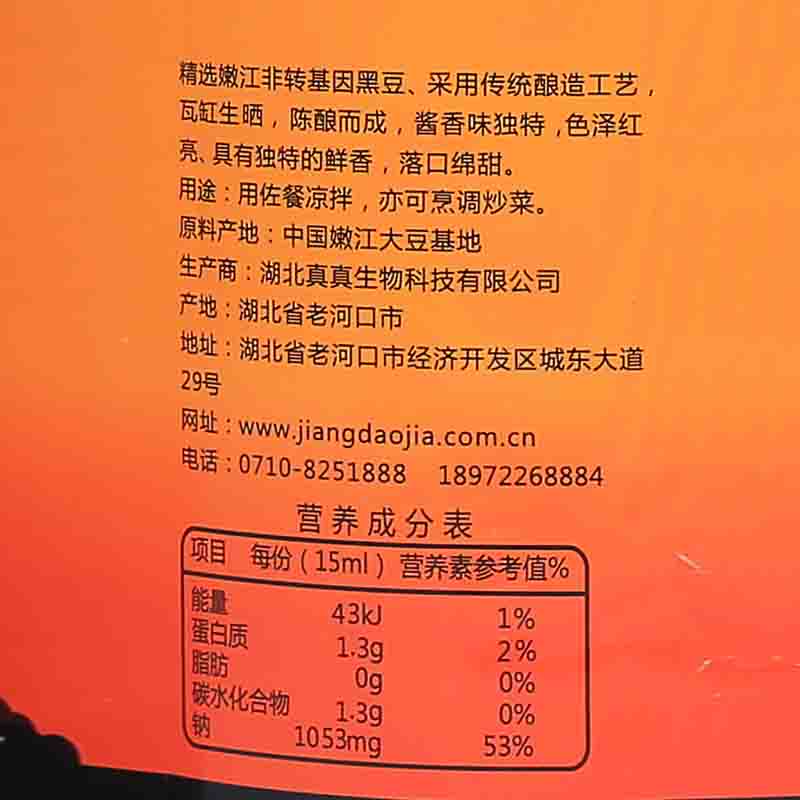 精选嫩江非转基因黑豆、采用传统酿造工艺，
瓦缸生晒，陈酿而成，酱香味独特，色泽红
亮、具有独特的鲜香，落口绵甜。
用途：用佐餐凉拌，亦可烹调炒菜。
原料产地：中国嫩江大豆基地
生产商：湖北真真生物科技有限公司
产地：湖北省老河口市
地址：湖北省老河口市经济开发区城东大道
29号
网址：www.jiangdaojia.com.cn
电话：0710-8251888 18972268884
营养成分表
项目 每份（15ml） 营养素参考值%
能量 43kJ 1%
蛋白质 1.3g 2%
脂肪 0g 0%
碳水化合物 1.3g 0%
钠 1053mg 53%